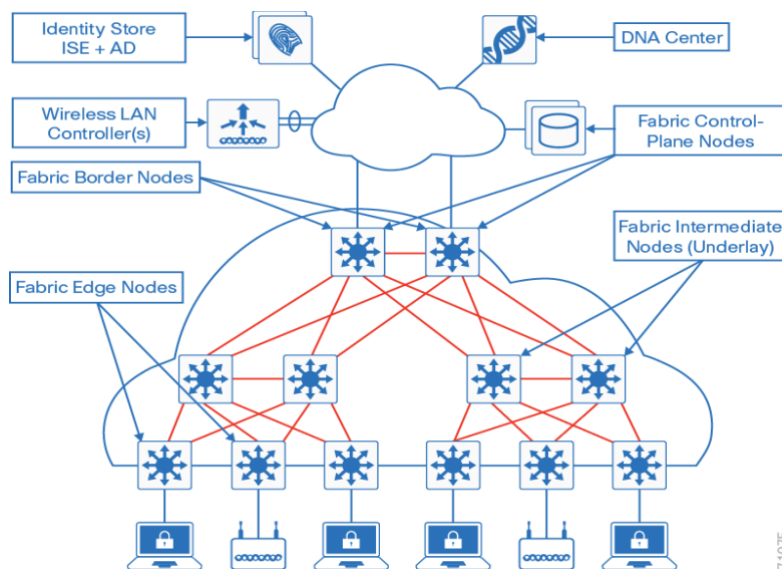 Identity Store
ISE + AD
DNA Center
Wireless LAN
Controller(s)
Fabric Control-
Plane Nodes
Fabric Border Nodes
Fabric Intermediate
Nodes (Underlay)
Fabric Edge Nodes